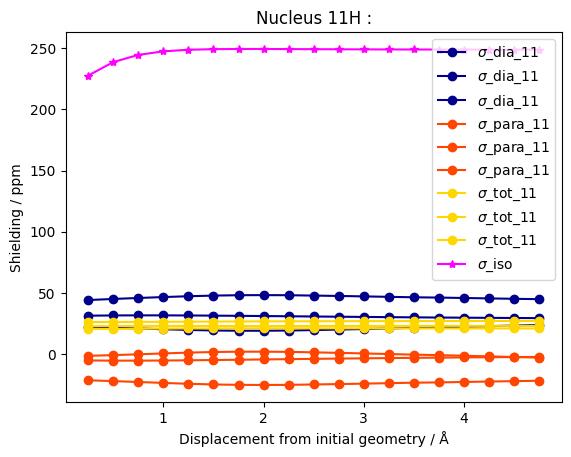 Nucleus 11H :
250
200
150
100
50
0
Shielding / ppm
σ_dia_11
σ_dia_11
σ_dia_11
σ_para_11
σ_para_11
σ_para_11
σ_tot_11
σ_tot_11
σ_tot_11
σ_iso
1 2 3 4
Displacement from initial geometry / Å